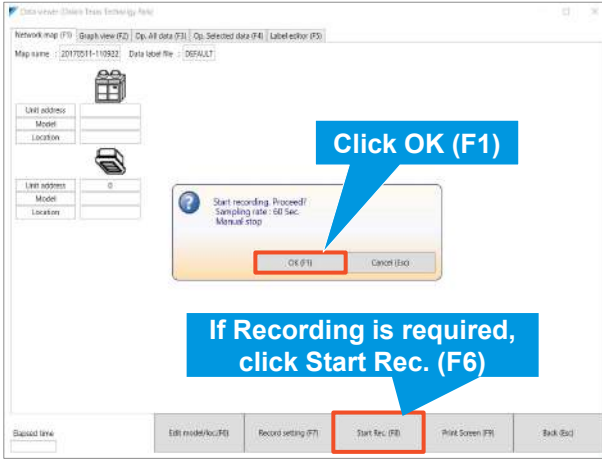 Data viewer (Daikin Texas Technology Park)
Network map (F1) Graph view (F2) Op. All data (F3) Op. Selected data (F4) Label editor (F5)
Map name : 20170511-110922 Data label file : DEFAULT
Unit address
Model
Location
Unit address 0
Model
Location
Click OK (F1)
Start recording. Proceed?
Sampling rate : 60 Sec.
Manual stop
OK (F1) Cancel (Esc)
If Recording is required,
click Start Rec. (F6)
Elapsed time
Edit model/loc.(F6) Record setting (F7) Start Rec. (F8) Print Screen (F9) Back (Esc)